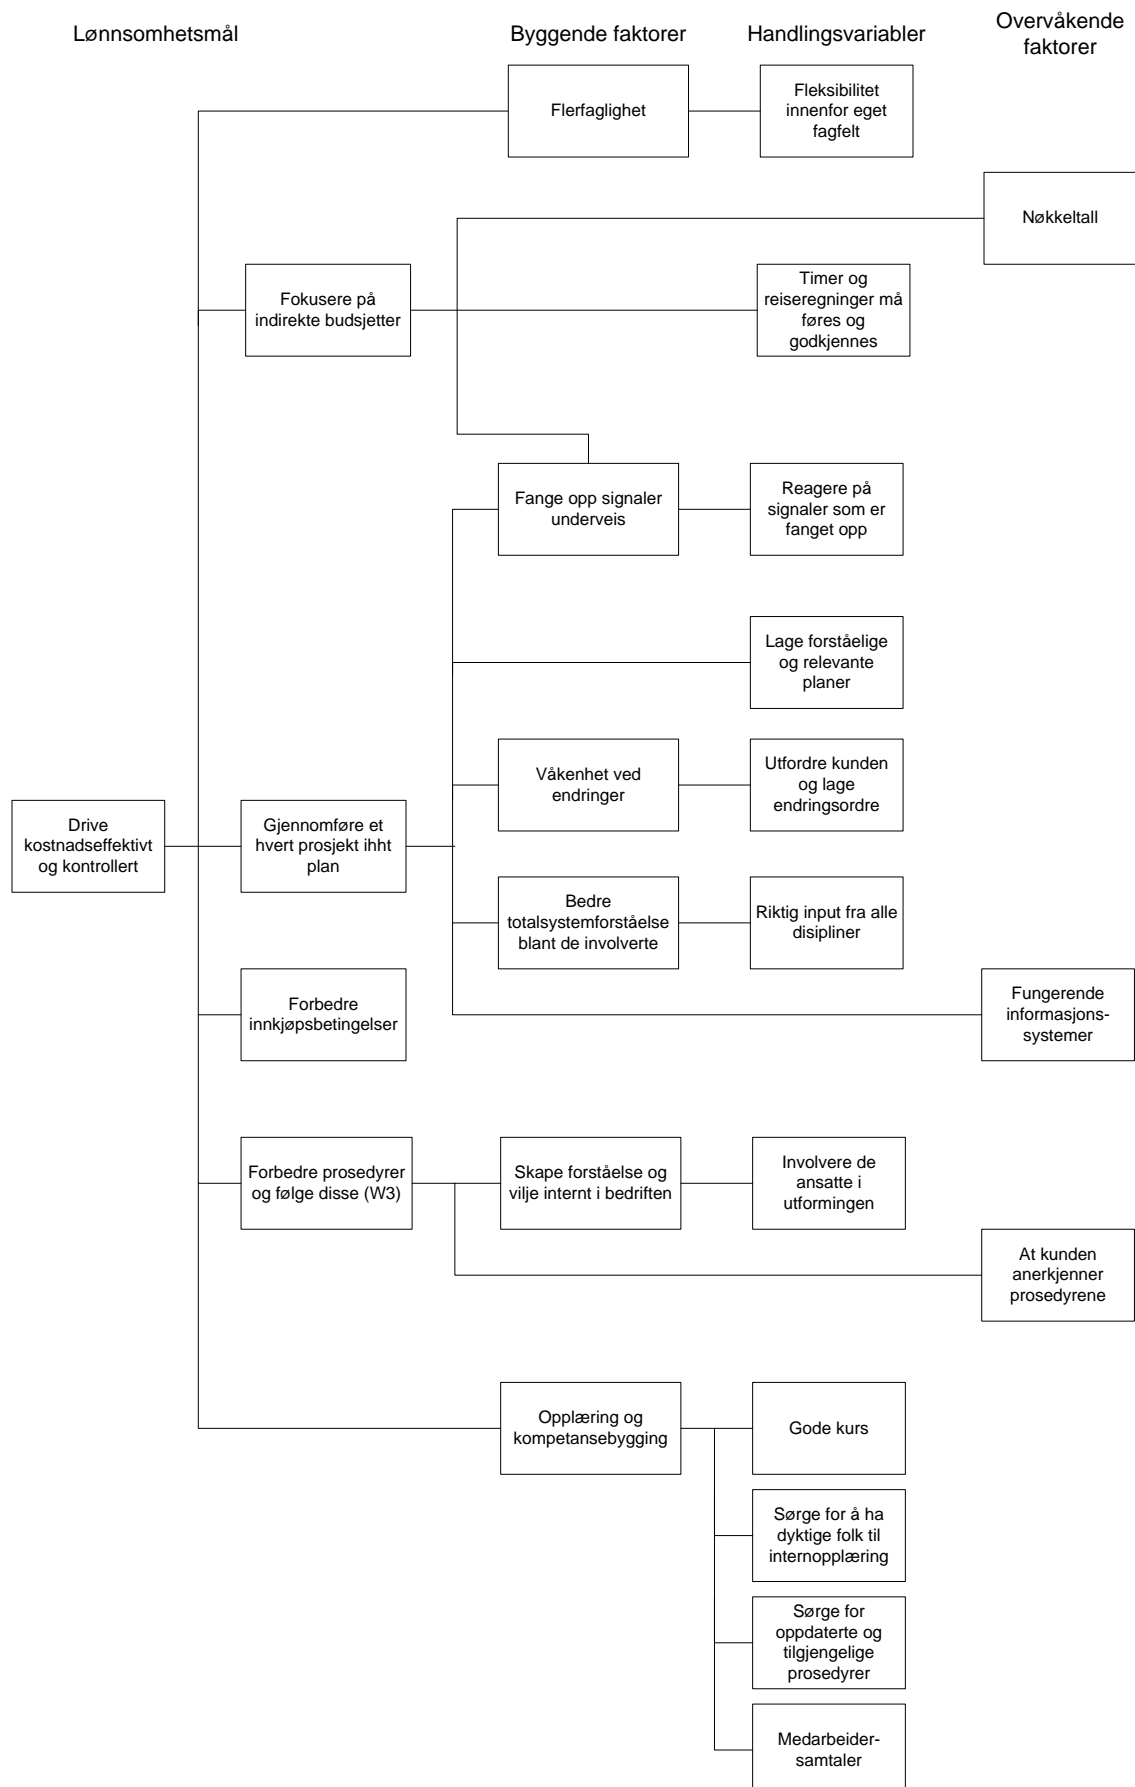 Lønnsomhetsmål
Byggende faktorer
Handlingsvariabler
Overvåkende
faktorer
Flerfaglighet
Fleksibilitet
innenfor eget
fagfelt
Nøkkeltall
Fokusere på
indirekte budsjetter
Timer og
reiseregninger må
føres og
godkjennes
Fange opp signaler
underveis
Reagere på
signaler som er
fanget opp
Lage forståelige
og relevante
planer
Våkenhet ved
endringer
Utfordre kunden
og lage
endringsordre
Drive
kostnadseffektivt
og kontrollert
Gjennomføre et
hvert prosjekt ihht
plan
Bedre
totalsystemforståelse
blant de involverte
Riktig input fra alle
disipliner
Forbedre
innkjøpsbetingelser
Fungerende
informasjons-
systemer
Forbedre prosedyrer
og følge disse (W3)
Skape forståelse og
vilje internt i bedriften
Involvere de
ansatte i
utformingen
At kunden
anerkjenner
prosedyrene
Opplæring og
kompetansebygging
Gode kurs
Sørge for å ha
dyktige folk til
internopplæring
Sørge for
oppdaterte og
tilgjengelige
prosedyrer
Medarbeider-
samtaler